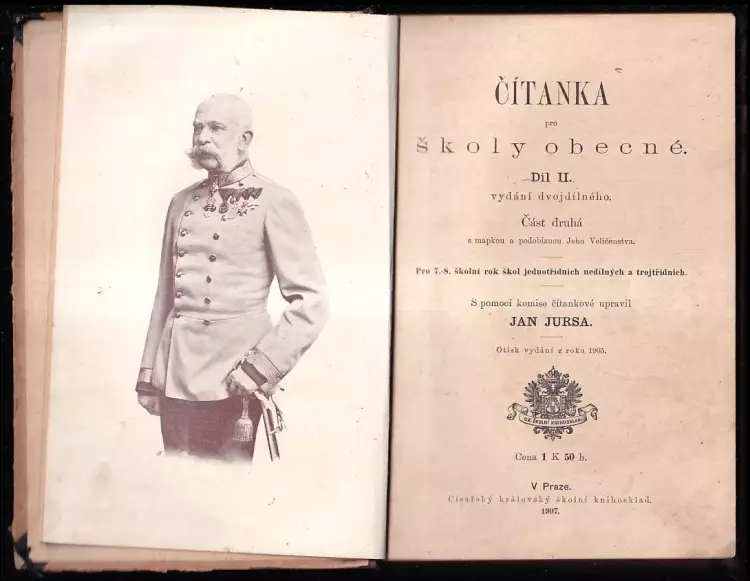 ČÍTANKA
pro
školy obecné.
Díl II.
vydání dvojdílného.
Část druhá
s mapkou a podobiznou Jeho Veličenstva.
Pro 7.-8. školní rok škol jednotřídních nedílných a trojtřídních.
S pomocí komise čítankové upravil
JAN JURSA.
Otisk vydání z roku 1905.
C.K. ŠKOLNÍ KNIHOSKLAD
Cena 1 K 50 h.
V Praze.
Císařský královský školní knihosklad.
1907.